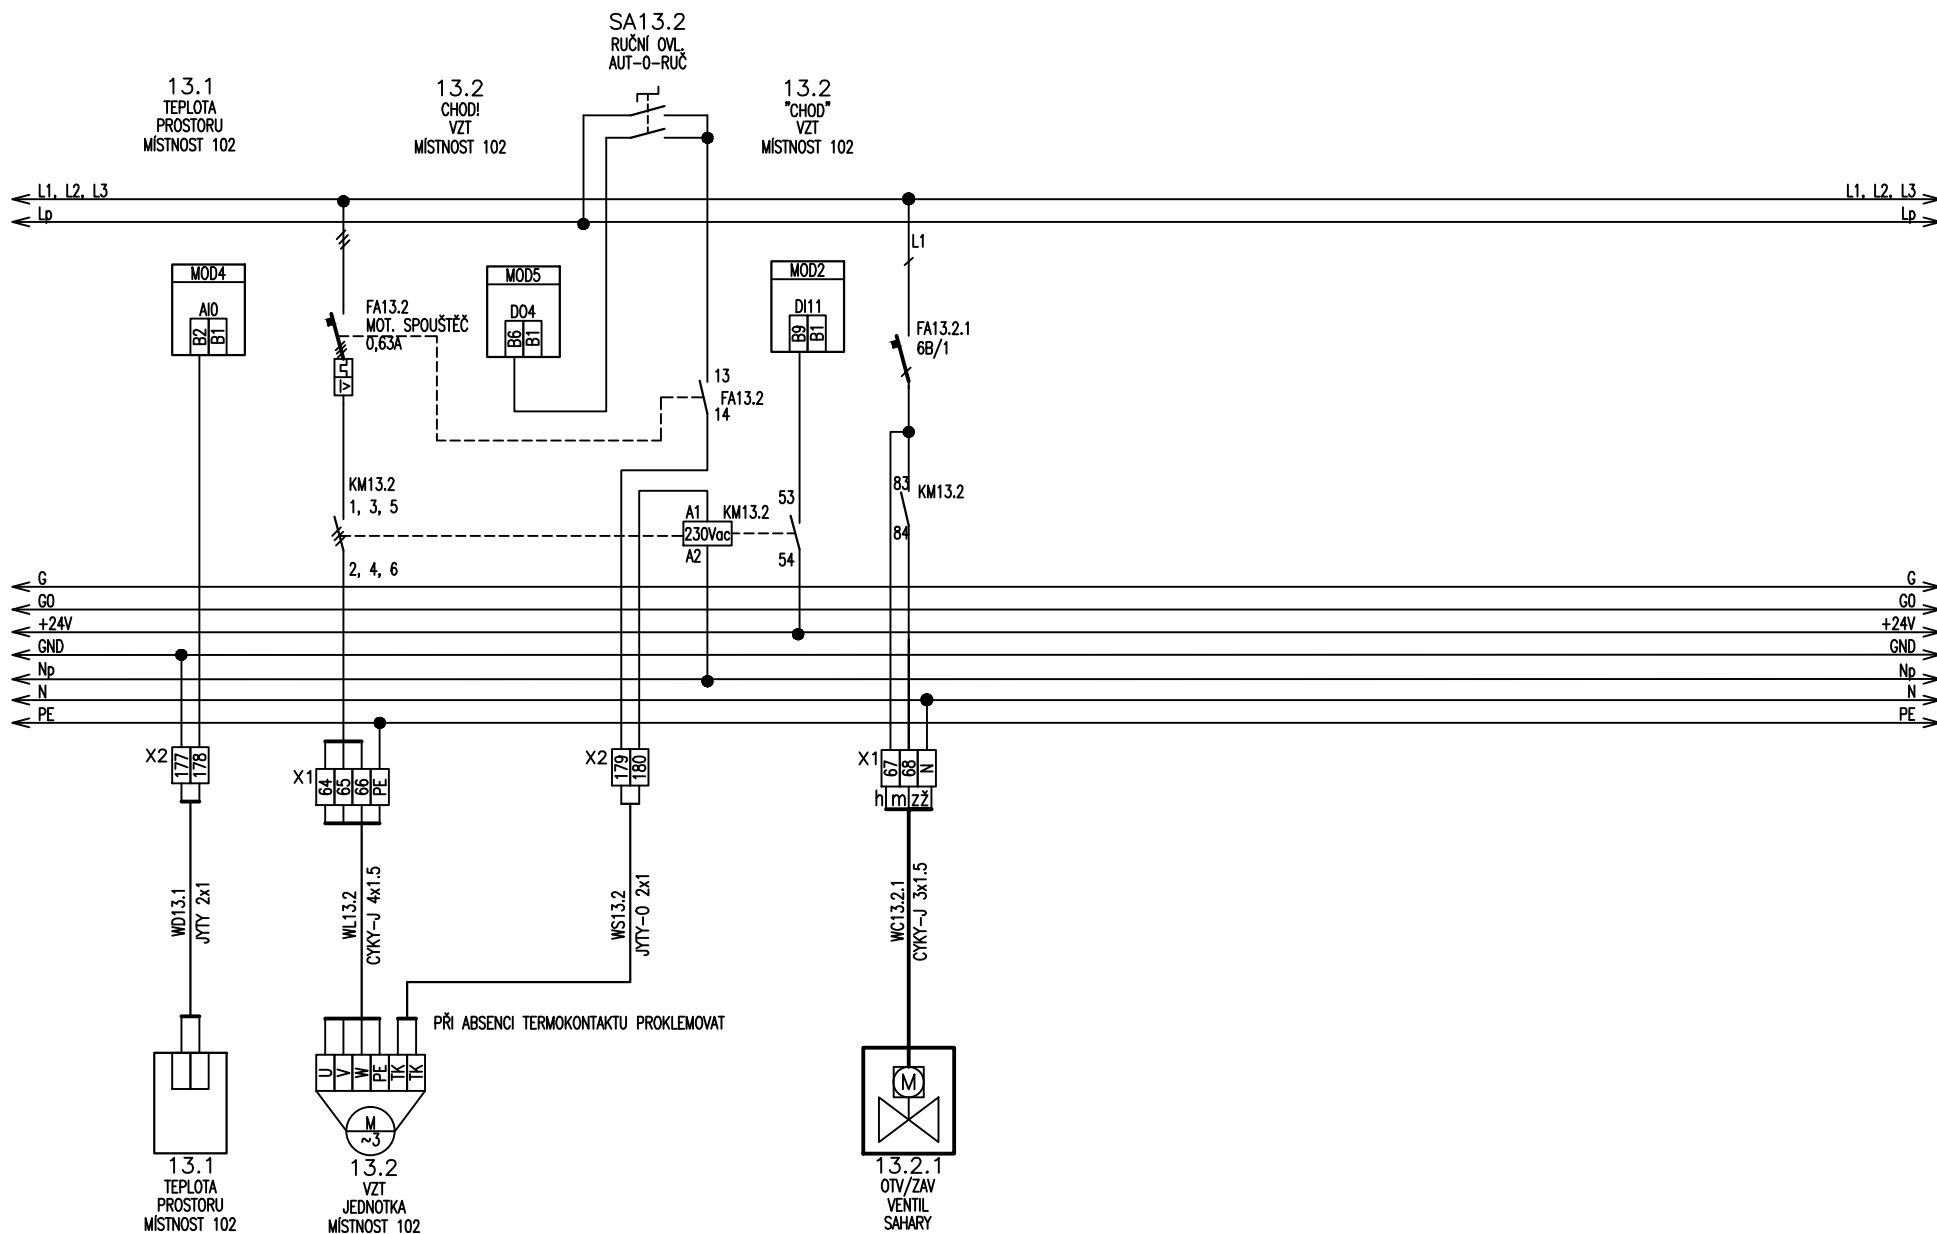 SA13.2
RUČNÍ OVL.
AUT-0-RUČ
13.1
TEPLOTA
PROSTORU
MÍSTNOST 102
13.2
CHOD!
VZT
MÍSTNOST 102
13.2
"CHOD"
VZT
MÍSTNOST 102
L1, L2, L3
L1, L2, L3
Lp
Lp
L1
MOD4
AI0
B2
B1
FA13.2
MOT. SPOUŠTĚČ
0,63A
I>
MOD5
DO4
B6
B1
MOD2
DI11
B9
B1
FA13.2.1
6B/1
13
FA13.2
14
KM13.2
1, 3, 5
2, 4, 6
A1
KM13.2
230Vac
A2
53
54
83
KM13.2
84
G
G
G0
G0
+24V
+24V
GND
GND
Np
Np
N
N
PE
PE
X2
177
178
X1
64
65
66
PE
X2
179
180
X1
67
68
N
h
m
zž
WD13.1
JYTY 2x1
WL13.2
CYKY-J 4x1.5
WS13.2
JYTY-O 2x1
WC13.2.1
CYKY-J 3x1.5
PŘI ABSENCI TERMOKONTAKTU PROKLEMOVAT
U
V
W
PE
TK
TK
M
~3
M
13.1
TEPLOTA
PROSTORU
MÍSTNOST 102
13.2
VZT
JEDNOTKA
MÍSTNOST 102
13.2.1
OTV/ZAV
VENTIL
SAHARY